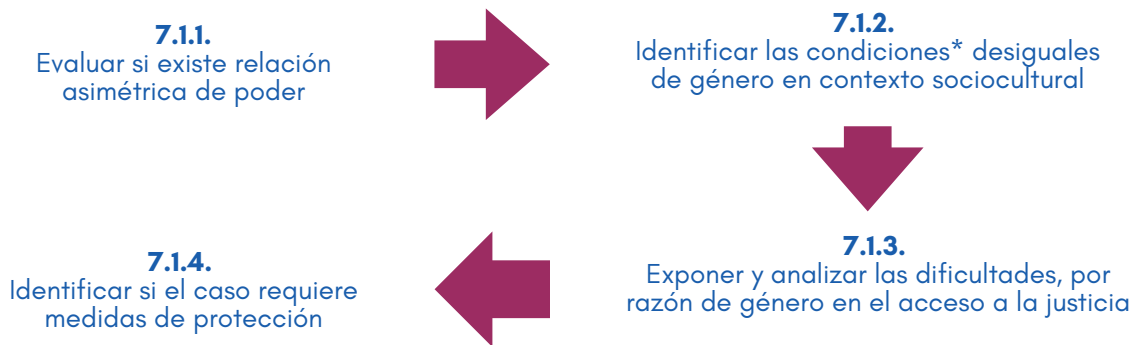 7.1.1.
Evaluar si existe relación
asimétrica de poder
7.1.2.
Identificar las condiciones* desiguales
de género en contexto sociocultural
7.1.3.
Exponer y analizar las dificultades, por
razón de género en el acceso a la justicia
7.1.4.
Identificar si el caso requiere
medidas de protección